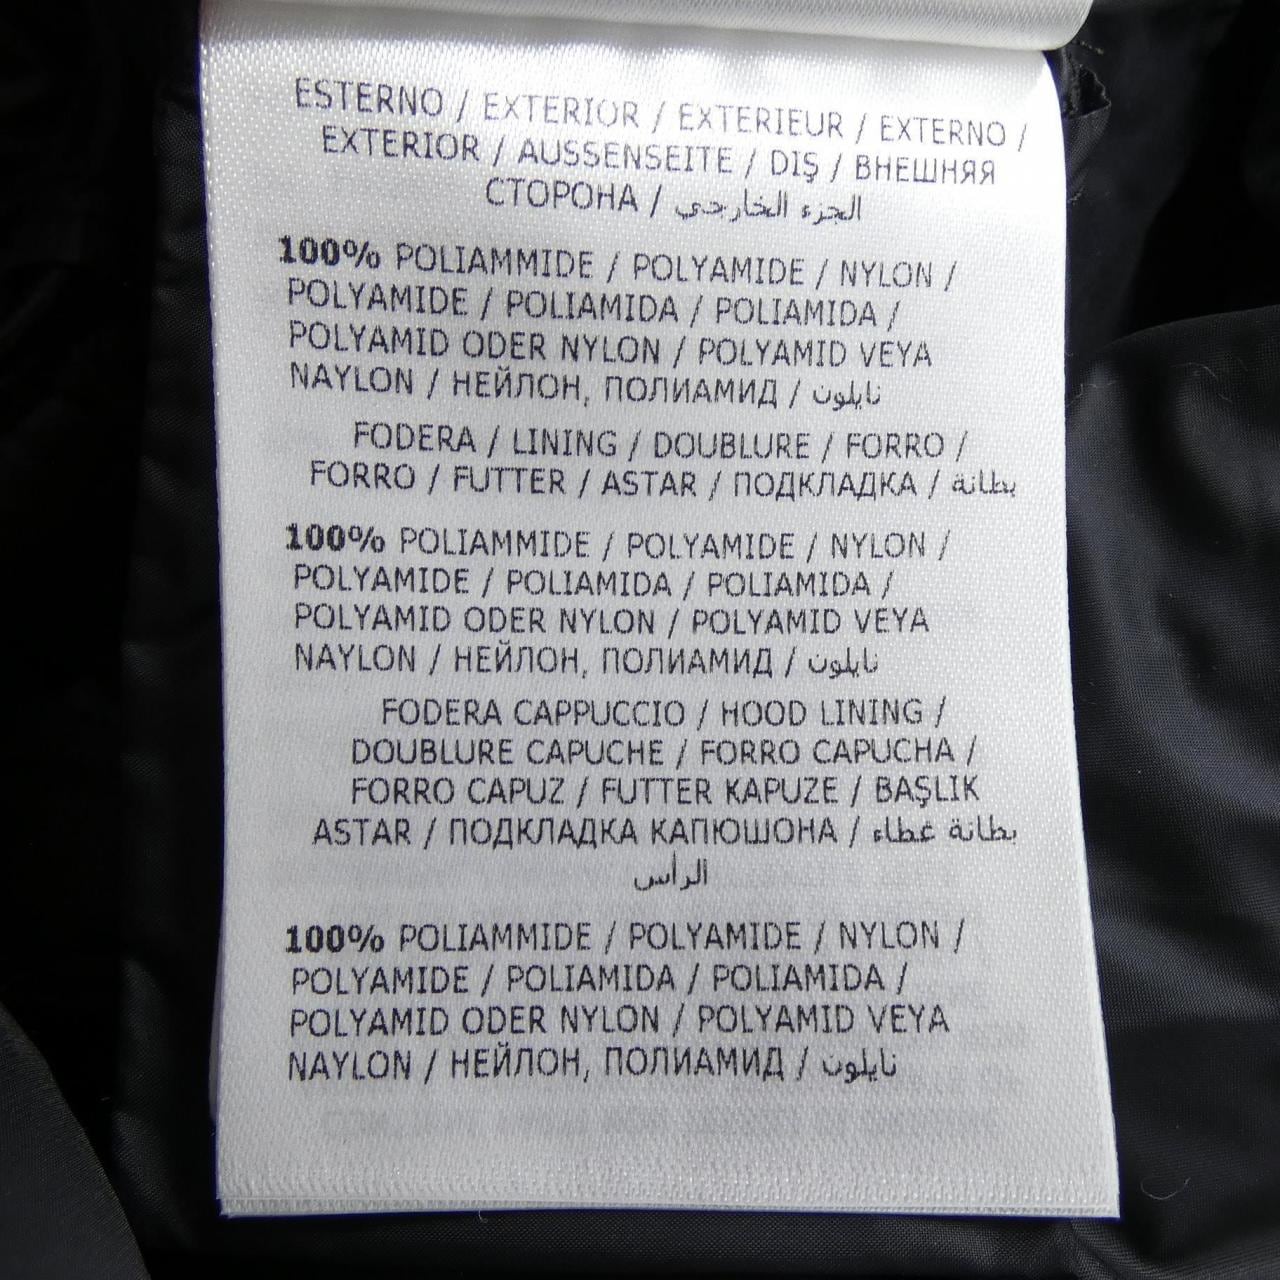 ESTERNO / EXTERIOR / EXTERIEUR / EXTERNO /
EXTERIOR / AUSSENSEITE / DIŞ / ВНЕШНЯЯ
СТОРОНА / الجزء الخارجي
100% POLIAMMIDE / POLYAMIDE / NYLON /
POLYAMIDE / POLIAMIDA / POLIAMIDA /
POLYAMID ODER NYLON / POLYAMID VEYA
NAYLON / НЕЙЛОН, ПОЛИАМИД / نايلون
FODERA / LINING / DOUBLURE / FORRO /
FORRO / FUTTER / ASTAR / ПОДКЛАДКА / بطانة
100% POLIAMMIDE / POLYAMIDE / NYLON /
POLYAMIDE / POLIAMIDA / POLIAMIDA /
POLYAMID ODER NYLON / POLYAMID VEYA
NAYLON / НЕЙЛОН, ПОЛИАМИД / نايلون
FODERA CAPPUCCIO / HOOD LINING /
DOUBLURE CAPUCHE / FORRO CAPUCHA /
FORRO CAPUZ / FUTTER KAPUZE / BAŞLIK
ASTAR / ПОДКЛАДКА КАПЮШОНА / بطانة غطاء
الرأس
100% POLIAMMIDE / POLYAMIDE / NYLON /
POLYAMIDE / POLIAMIDA / POLIAMIDA /
POLYAMID ODER NYLON / POLYAMID VEYA
NAYLON / НЕЙЛОН, ПОЛИАМИД / نايلون